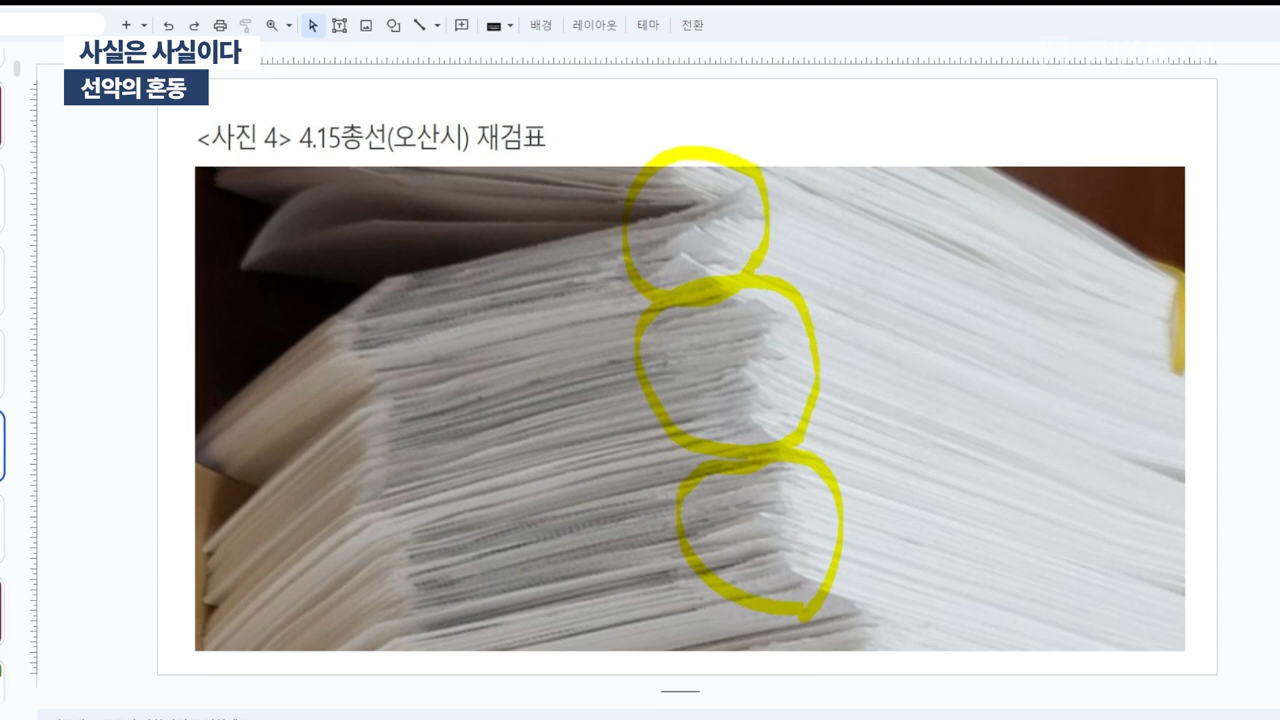 배경
레이아웃
테마
전환
사실은 사실이다
선악의 혼동
<사진 4> 4.15총선(오산시) 재검표